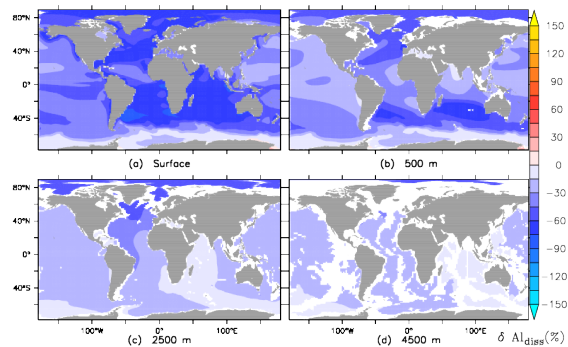 80°N
40°N
0°
40°S
(a) Surface
(b) 500 m
80°N
40°N
0°
40°S
100°W
0°
100°E
100°W
0°
100°E
(c) 2500 m
(d) 4500 m
150
120
90
60
30
0
−30
−60
−90
−120
−150
δ Al_diss(%)